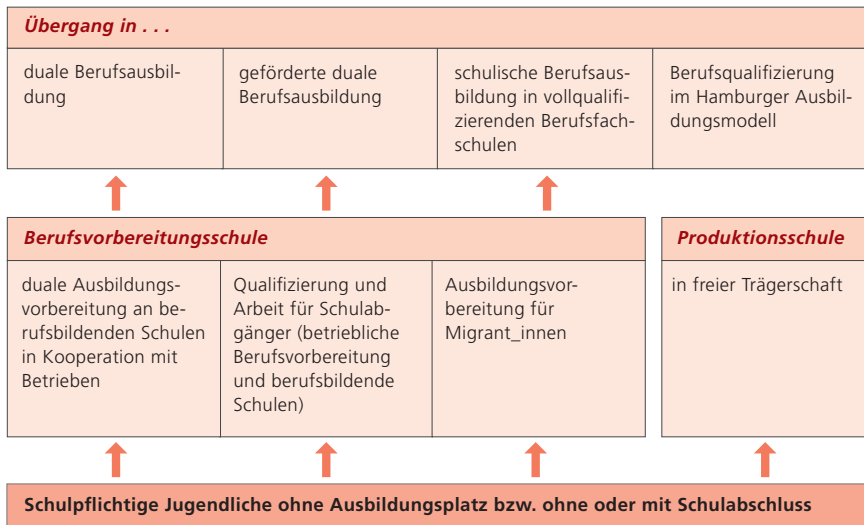 Übergang in . . .
duale Berufsausbil-
dung
geförderte duale
Berufsausbildung
schulische Berufsaus-
bildung in vollqualifi-
zierenden Berufsfach-
schulen
Berufsqualifizierung
im Hamburger Ausbil-
dungsmodell
Berufsvorbereitungsschule
duale Ausbildungs-
vorbereitung an be-
rufsbildenden Schulen
in Kooperation mit
Betrieben
Qualifizierung und
Arbeit für Schulab-
gänger (betriebliche
Berufsvorbereitung
und berufsbildende
Schulen)
Ausbildungsvor-
bereitung für
Migrant_innen
Produktionsschule
in freier Trägerschaft
Schulpflichtige Jugendliche ohne Ausbildungsplatz bzw. ohne oder mit Schulabschluss